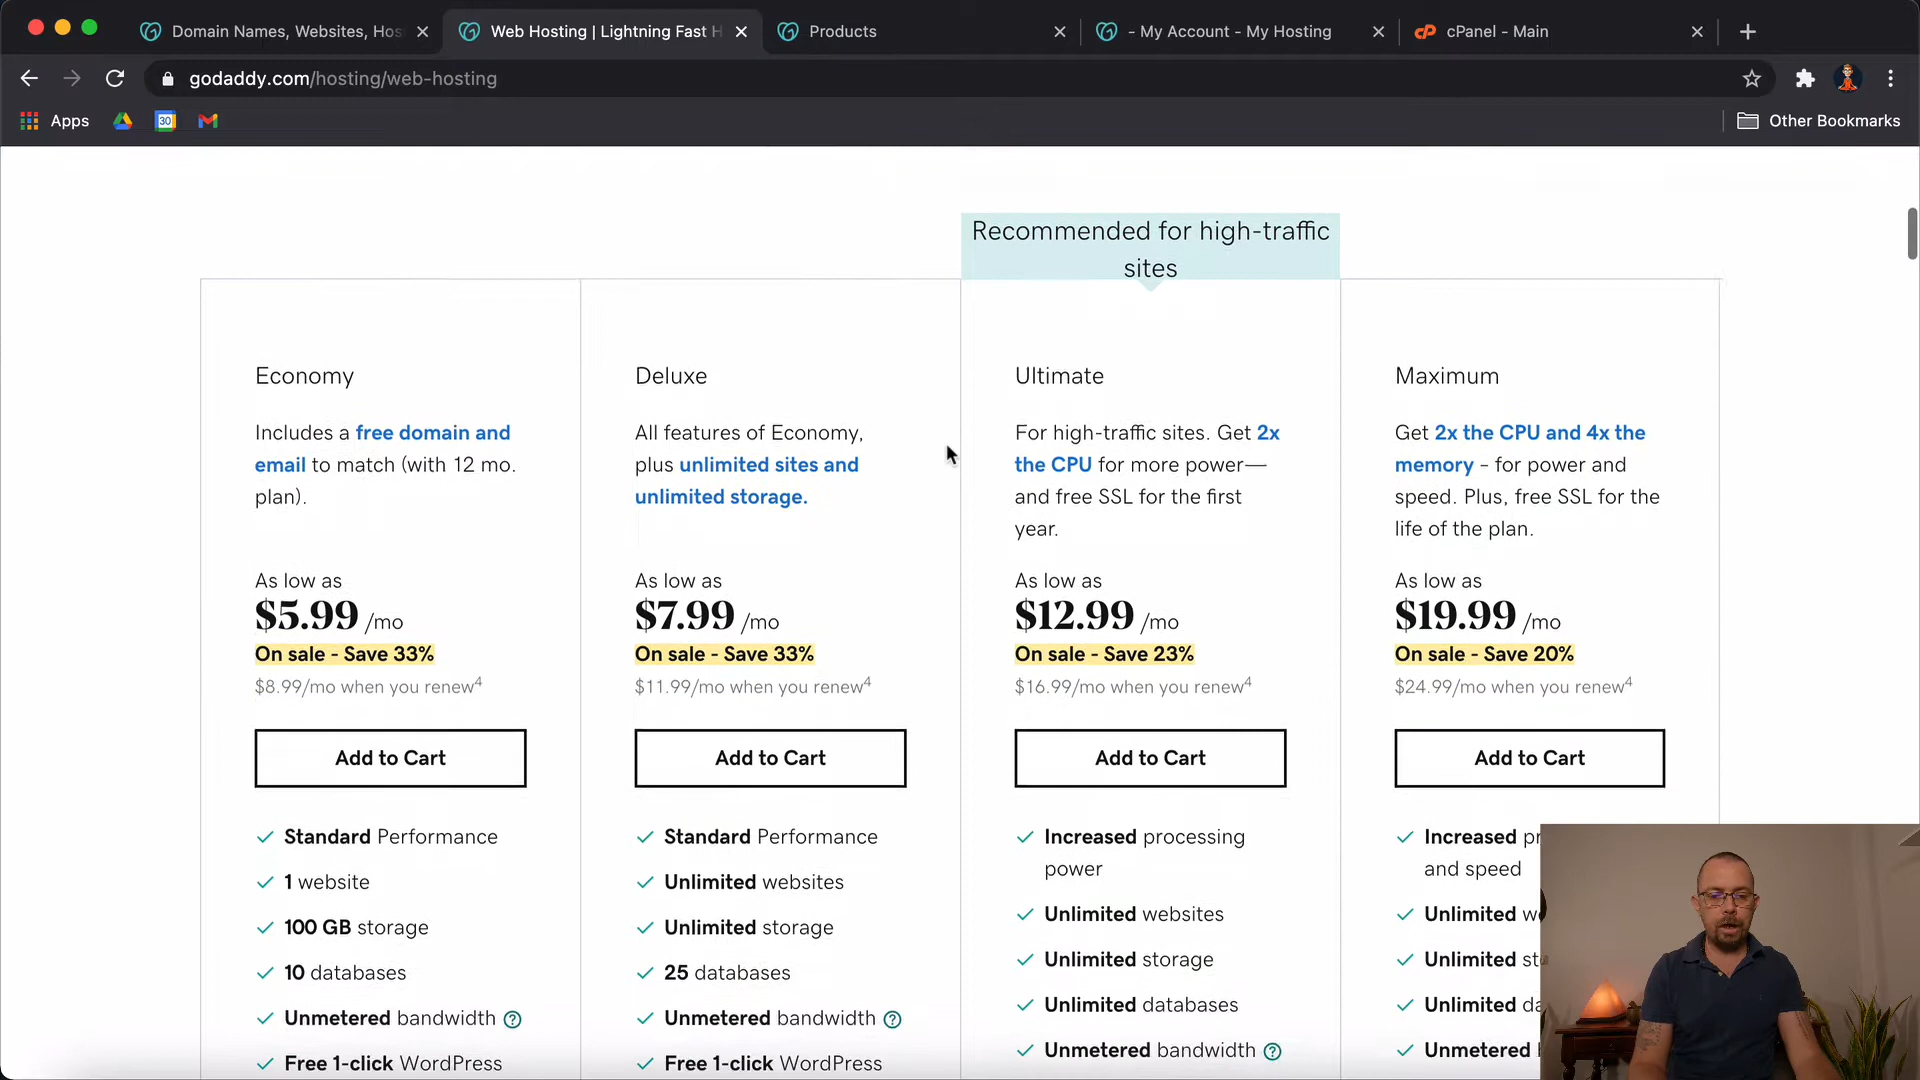 Domain Names, Websites, Hos
Web Hosting | Lightning Fast H
Products
- My Account - My Hosting
cPanel - Main
godaddy.com/hosting/web-hosting
Apps
30
Other Bookmarks
Recommended for high-traffic
sites
Economy
Includes a free domain and
email to match (with 12 mo.
plan).
As low as
$5.99 /mo
On sale - Save 33%
$8.99/mo when you renew4
Add to Cart
Standard Performance
1 website
100 GB storage
10 databases
Unmetered bandwidth ?
Free 1-click WordPress
Deluxe
All features of Economy,
plus unlimited sites and
unlimited storage.
As low as
$7.99 /mo
On sale - Save 33%
$11.99/mo when you renew4
Add to Cart
Standard Performance
Unlimited websites
Unlimited storage
25 databases
Unmetered bandwidth ?
Free 1-click WordPress
Ultimate
For high-traffic sites. Get 2x
the CPU for more power—
and free SSL for the first
year.
As low as
$12.99 /mo
On sale - Save 23%
$16.99/mo when you renew4
Add to Cart
Increased processing
power
Unlimited websites
Unlimited storage
Unlimited databases
Unmetered bandwidth ?
Maximum
Get 2x the CPU and 4x the
memory - for power and
speed. Plus, free SSL for the
life of the plan.
As low as
$19.99 /mo
On sale - Save 20%
$24.99/mo when you renew4
Add to Cart
Increased pr
and speed
Unlimited w
Unlimited st
Unlimited da
Unmetered